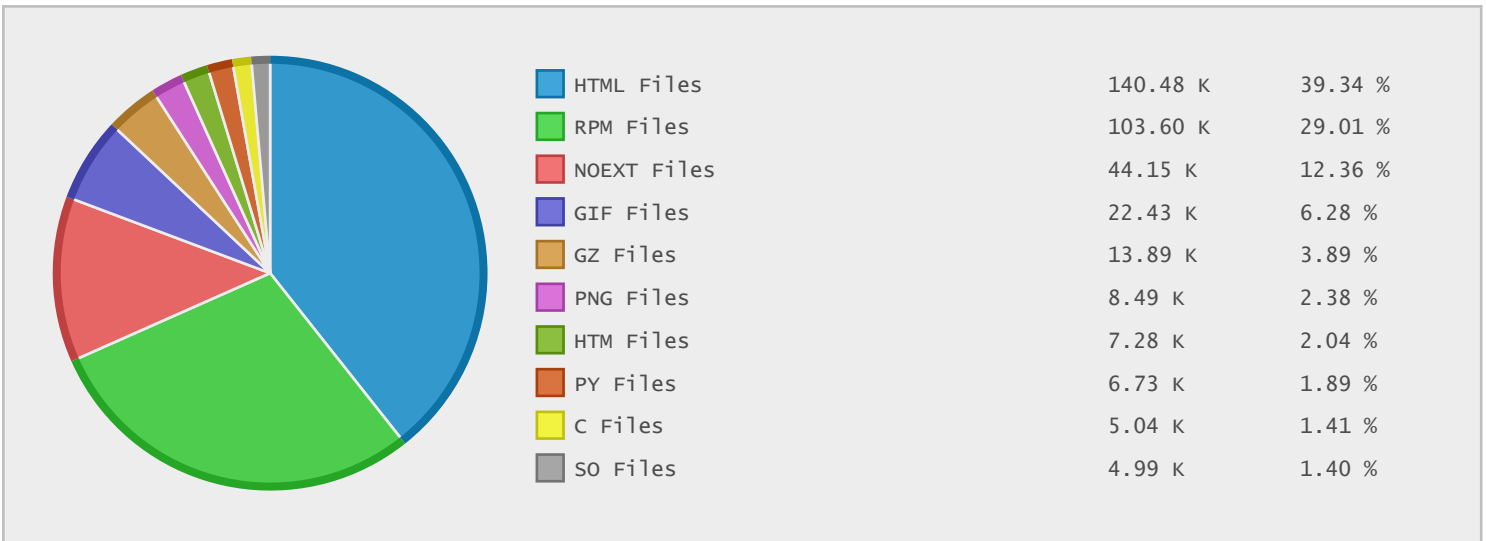 HTML Files 140.48 K 39.34 %
RPM Files 103.60 K 29.01 %
NOEXT Files 44.15 K 12.36 %
GIF Files 22.43 K 6.28 %
GZ Files 13.89 K 3.89 %
PNG Files 8.49 K 2.38 %
HTM Files 7.28 K 2.04 %
PY Files 6.73 K 1.89 %
C Files 5.04 K 1.41 %
SO Files 4.99 K 1.40 %